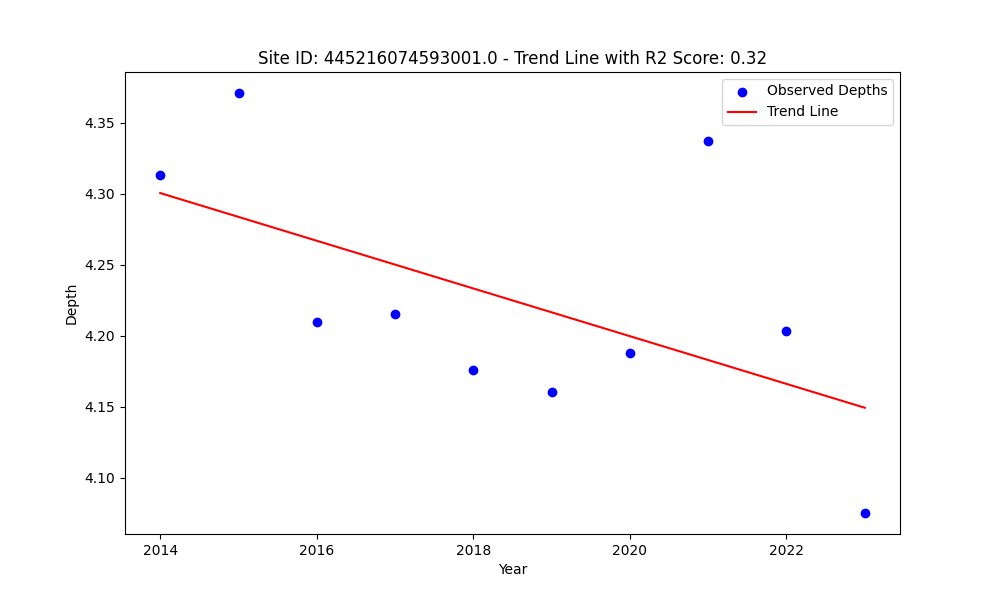 Site ID: 445216074593001.0 - Trend Line with R2 Score: 0.32
Observed Depths
Trend Line
4.35
4.30
4.25
4.20
4.15
4.10
Depth
2014
2016
2018
2020
2022
Year